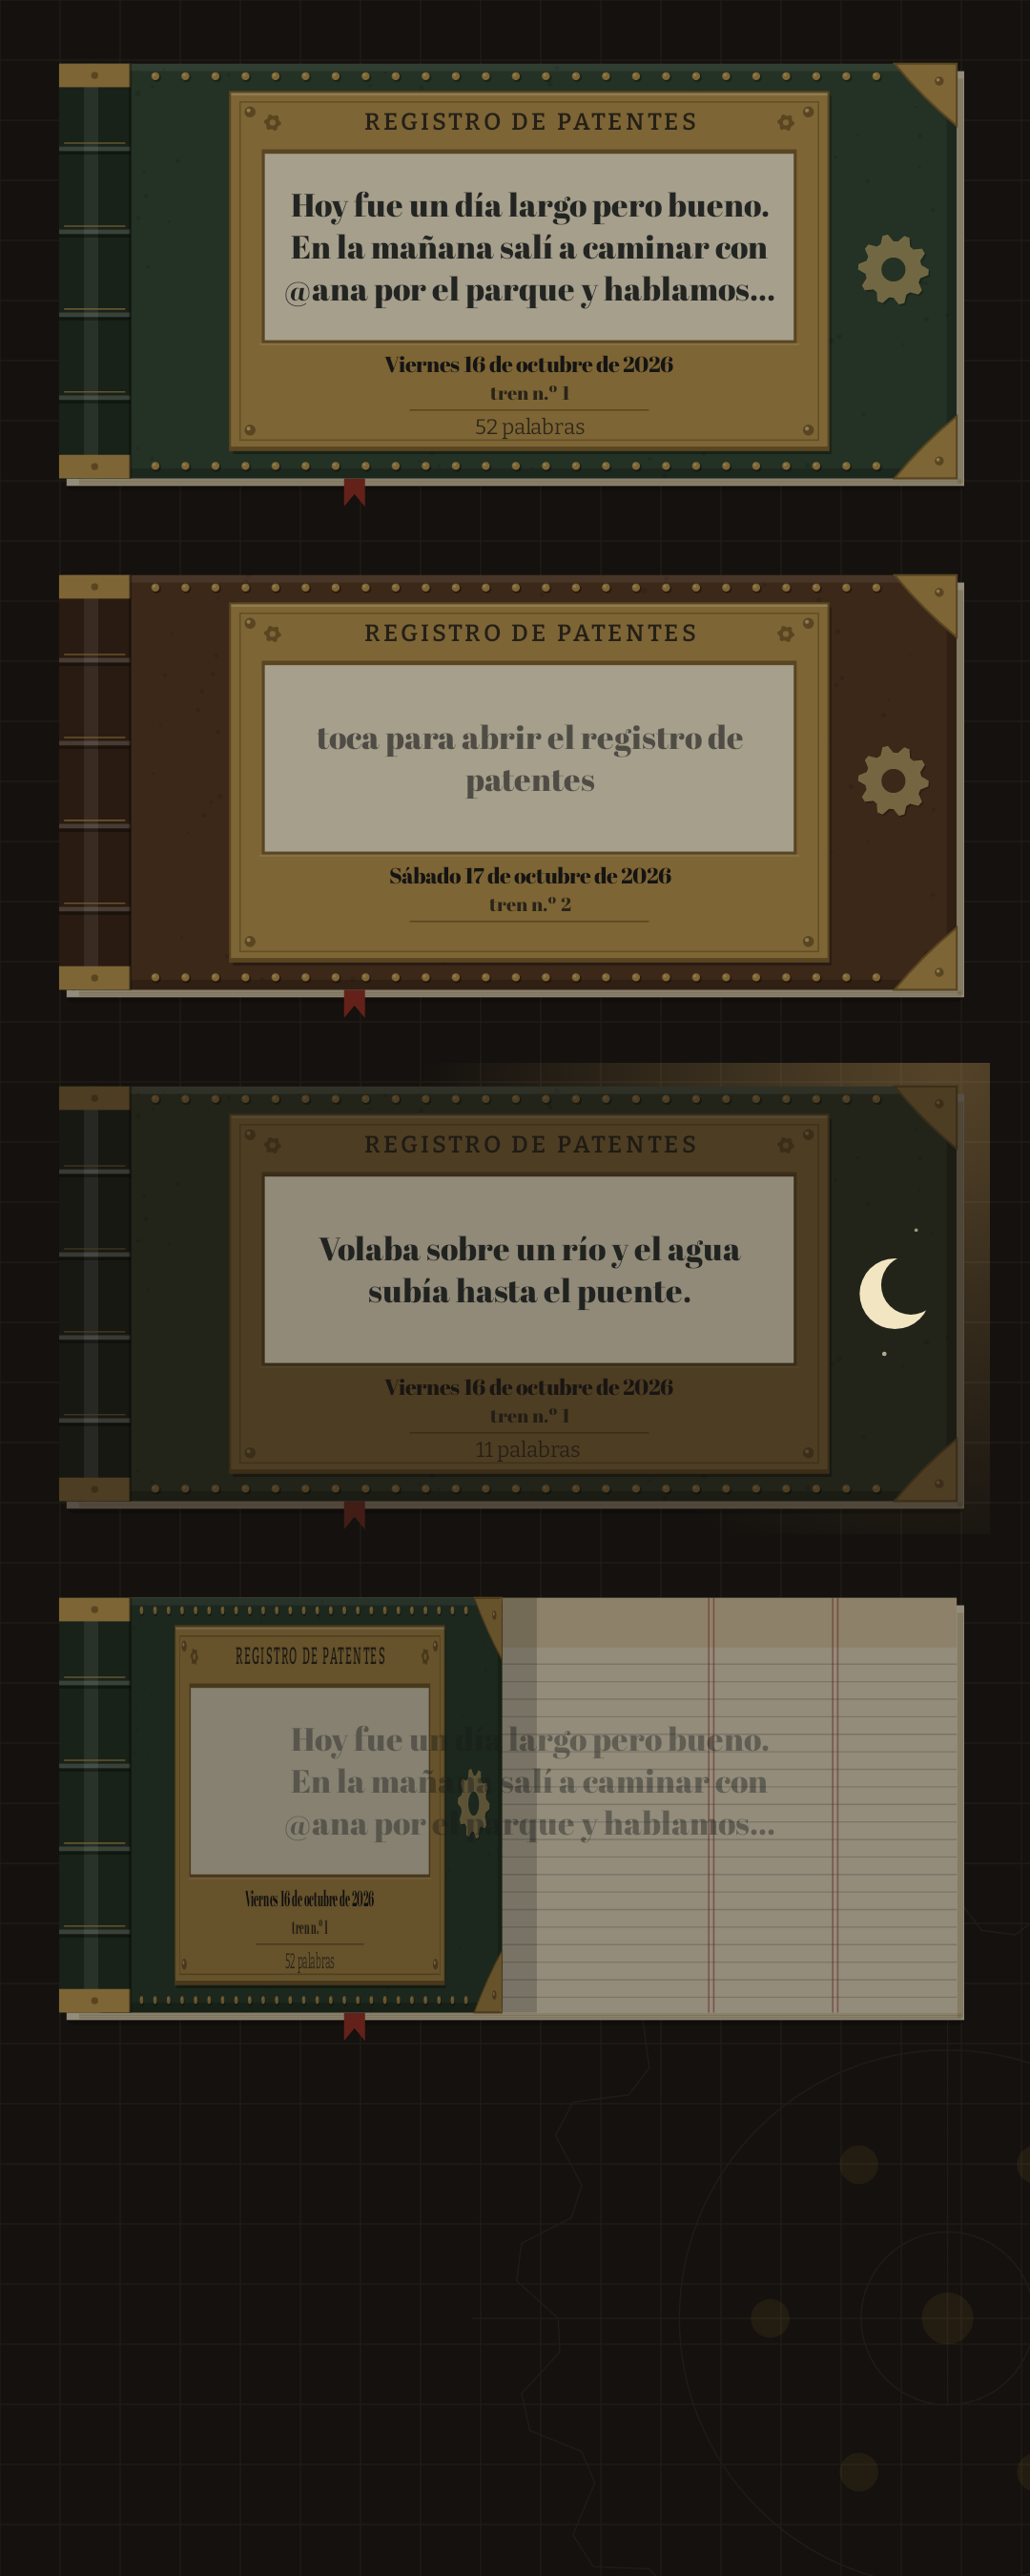 REGISTRO DE PATENTES
Hoy fue un día largo pero bueno.
En la mañana salí a caminar con
@ana por el parque y hablamos...
Viernes 16 de octubre de 2026
tren n.º 1
52 palabras
REGISTRO DE PATENTES
toca para abrir el registro de
patentes
Sábado 17 de octubre de 2026
tren n.º 2
REGISTRO DE PATENTES
Volaba sobre un río y el agua
subía hasta el puente.
Viernes 16 de octubre de 2026
tren n.º 1
11 palabras
REGISTRO DE PATENTES
Hoy fue un día largo pero bueno.
En la mañana salí a caminar con
@ana por el parque y hablamos...
Viernes 16 de octubre de 2026
tren n.º 1
52 palabras